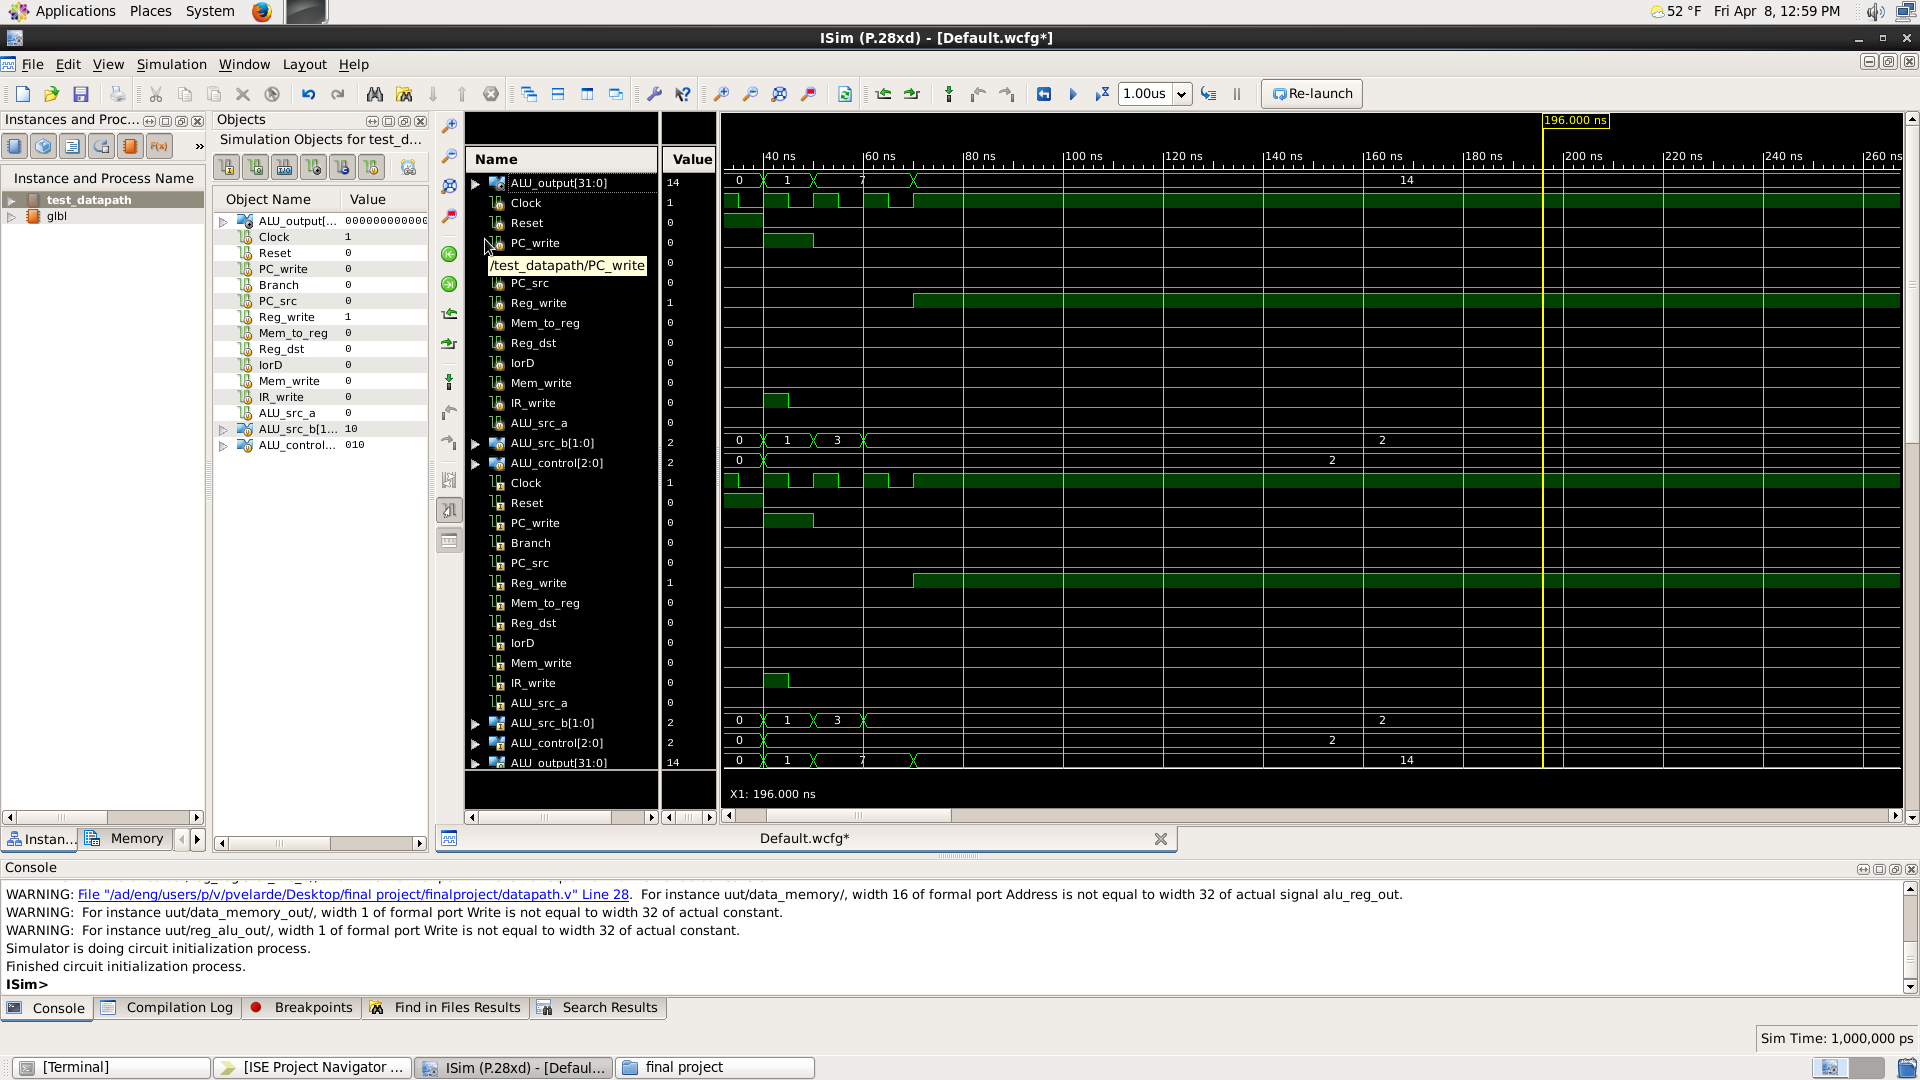 Applications Places System
52 °F Fri Apr 8, 12:59 PM
ISim (P.28xd) - [Default.wcfg*]
File Edit View Simulation Window Layout Help
1.00us
Re-launch
Instances and Proc...
Instance and Process Name
test_datapath
glbl
Instan...
Memory
Objects
Simulation Objects for test_d...
Object Name Value
ALU_output[... 000000000000
Clock 1
Reset 0
PC_write 0
Branch 0
PC_src 0
Reg_write 1
Mem_to_reg 0
Reg_dst 0
IorD 0
Mem_write 0
IR_write 0
ALU_src_a 0
ALU_src_b[1... 10
ALU_control... 010
196.000 ns
Name Value
40 ns 60 ns 80 ns 100 ns 120 ns 140 ns 160 ns 180 ns 200 ns 220 ns 240 ns 260 ns
ALU_output[31:0] 14 0 1 7 14
Clock 1
Reset 0
PC_write 0
/test_datapath/PC_write 0
PC_src 0
Reg_write 1
Mem_to_reg 0
Reg_dst 0
IorD 0
Mem_write 0
IR_write 0
ALU_src_a 0
ALU_src_b[1:0] 2 0 1 3 2
ALU_control[2:0] 2 0 2
Clock 1
Reset 0
PC_write 0
Branch 0
PC_src 0
Reg_write 1
Mem_to_reg 0
Reg_dst 0
IorD 0
Mem_write 0
IR_write 0
ALU_src_a 0
ALU_src_b[1:0] 2 0 1 3 2
ALU_control[2:0] 2 0 2
ALU_output[31:0] 14 0 1 7 14
X1: 196.000 ns
Default.wcfg*
Console
WARNING: File "/ad/eng/users/p/v/pvelarde/Desktop/final project/finalproject/datapath.v" Line 28. For instance uut/data_memory/, width 16 of formal port Address is not equal to width 32 of actual signal alu_reg_out.
WARNING: For instance uut/data_memory_out/, width 1 of formal port Write is not equal to width 32 of actual constant.
WARNING: For instance uut/reg_alu_out/, width 1 of formal port Write is not equal to width 32 of actual constant.
Simulator is doing circuit initialization process.
Finished circuit initialization process.
ISim>
Console Compilation Log Breakpoints Find in Files Results Search Results
Sim Time: 1,000,000 ps
[Terminal] [ISE Project Navigator ... ISim (P.28xd) - [Defaul... final project